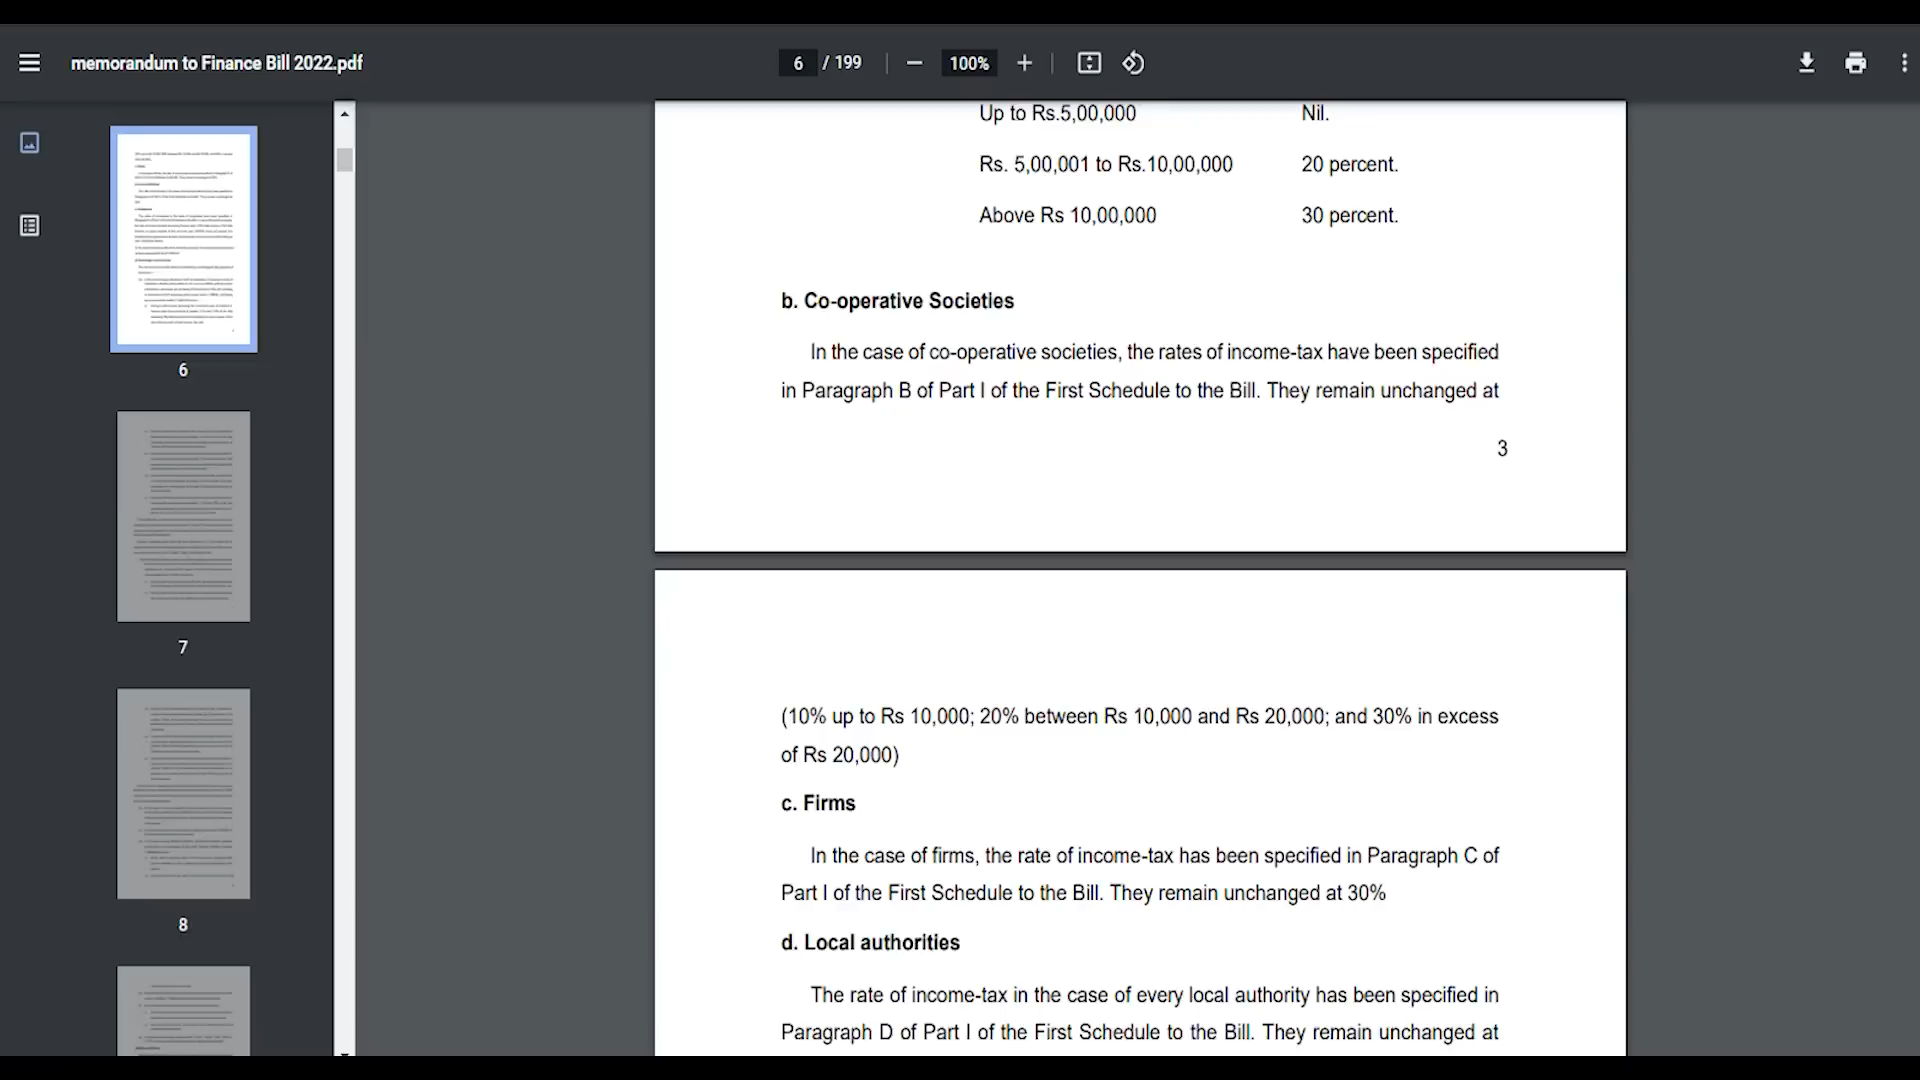 memorandum to Finance Bill 2022.pdf
6 / 199
100%
6
7
8
Up to Rs.5,00,000 Nil.
Rs. 5,00,001 to Rs.10,00,000 20 percent.
Above Rs 10,00,000 30 percent.
b. Co-operative Societies
In the case of co-operative societies, the rates of income-tax have been specified
in Paragraph B of Part I of the First Schedule to the Bill. They remain unchanged at
3
(10% up to Rs 10,000; 20% between Rs 10,000 and Rs 20,000; and 30% in excess
of Rs 20,000)
c. Firms
In the case of firms, the rate of income-tax has been specified in Paragraph C of
Part I of the First Schedule to the Bill. They remain unchanged at 30%
d. Local authorities
The rate of income-tax in the case of every local authority has been specified in
Paragraph D of Part I of the First Schedule to the Bill. They remain unchanged at